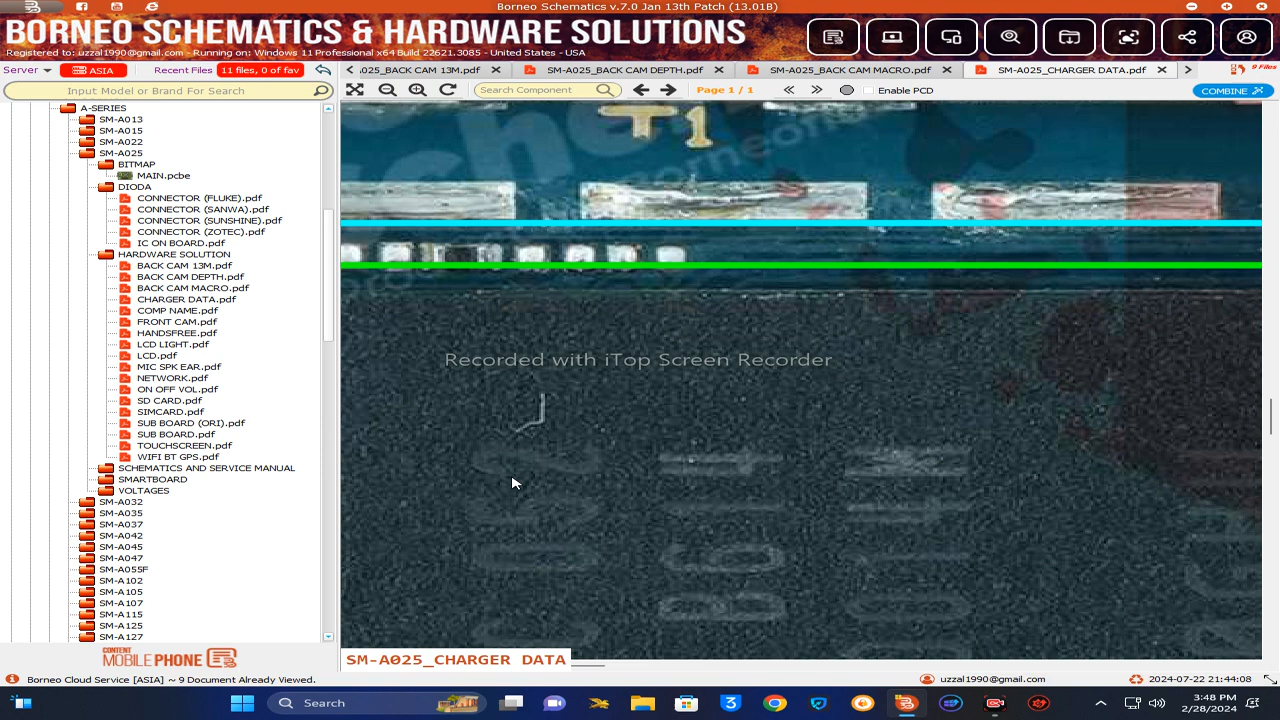 Borneo Schematics v.7.0 Jan 13th Patch (13.01B)
BORNEO SCHEMATICS & HARDWARE SOLUTIONS
Registered to: uzzal1990@gmail.com - Running on: Windows 11 Professional x64 Build 22621.3085 - United States - USA
Server ASIA Recent Files 11 files, 0 of fav
.025_BACK CAM 13M.pdf SM-A025_BACK CAM DEPTH.pdf SM-A025_BACK CAM MACRO.pdf SM-A025_CHARGER DATA.pdf 9 Files
Input Model or Brand For Search
Search Component Page 1 / 1 Enable PCD COMBINE
A-SERIES
SM-A013
SM-A015
SM-A022
SM-A025
BITMAP
MAIN.pcbe
DIODA
CONNECTOR (FLUKE).pdf
CONNECTOR (SANWA).pdf
CONNECTOR (SUNSHINE).pdf
CONNECTOR (ZOTEC).pdf
IC ON BOARD.pdf
HARDWARE SOLUTION
BACK CAM 13M.pdf
BACK CAM DEPTH.pdf
BACK CAM MACRO.pdf
CHARGER DATA.pdf
COMP NAME.pdf
FRONT CAM.pdf
HANDSFREE.pdf
LCD LIGHT.pdf
LCD.pdf
MIC SPK EAR.pdf
NETWORK.pdf
ON OFF VOL.pdf
SD CARD.pdf
SIMCARD.pdf
SUB BOARD (ORI).pdf
SUB BOARD.pdf
TOUCHSCREEN.pdf
WIFI BT GPS.pdf
SCHEMATICS AND SERVICE MANUAL
SMARTBOARD
VOLTAGES
SM-A032
SM-A035
SM-A037
SM-A042
SM-A045
SM-A047
SM-A055F
SM-A102
SM-A105
SM-A107
SM-A115
SM-A125
SM-A127
T1
Recorded with iTop Screen Recorder
CONTENT
MOBILE PHONE
SM-A025_CHARGER DATA
Borneo Cloud Service [ASIA] ~ 9 Document Already Viewed.
uzzal1990@gmail.com 2024-07-22 21:44:08
Search
3:48 PM
2/28/2024